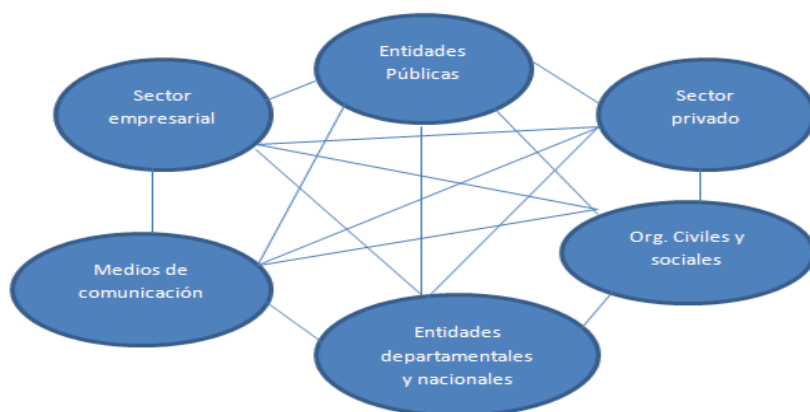 Entidades
Públicas
Sector
empresarial
Sector
privado
Org. Civiles y
sociales
Medios de
comunicación
Entidades
departamentales
y nacionales